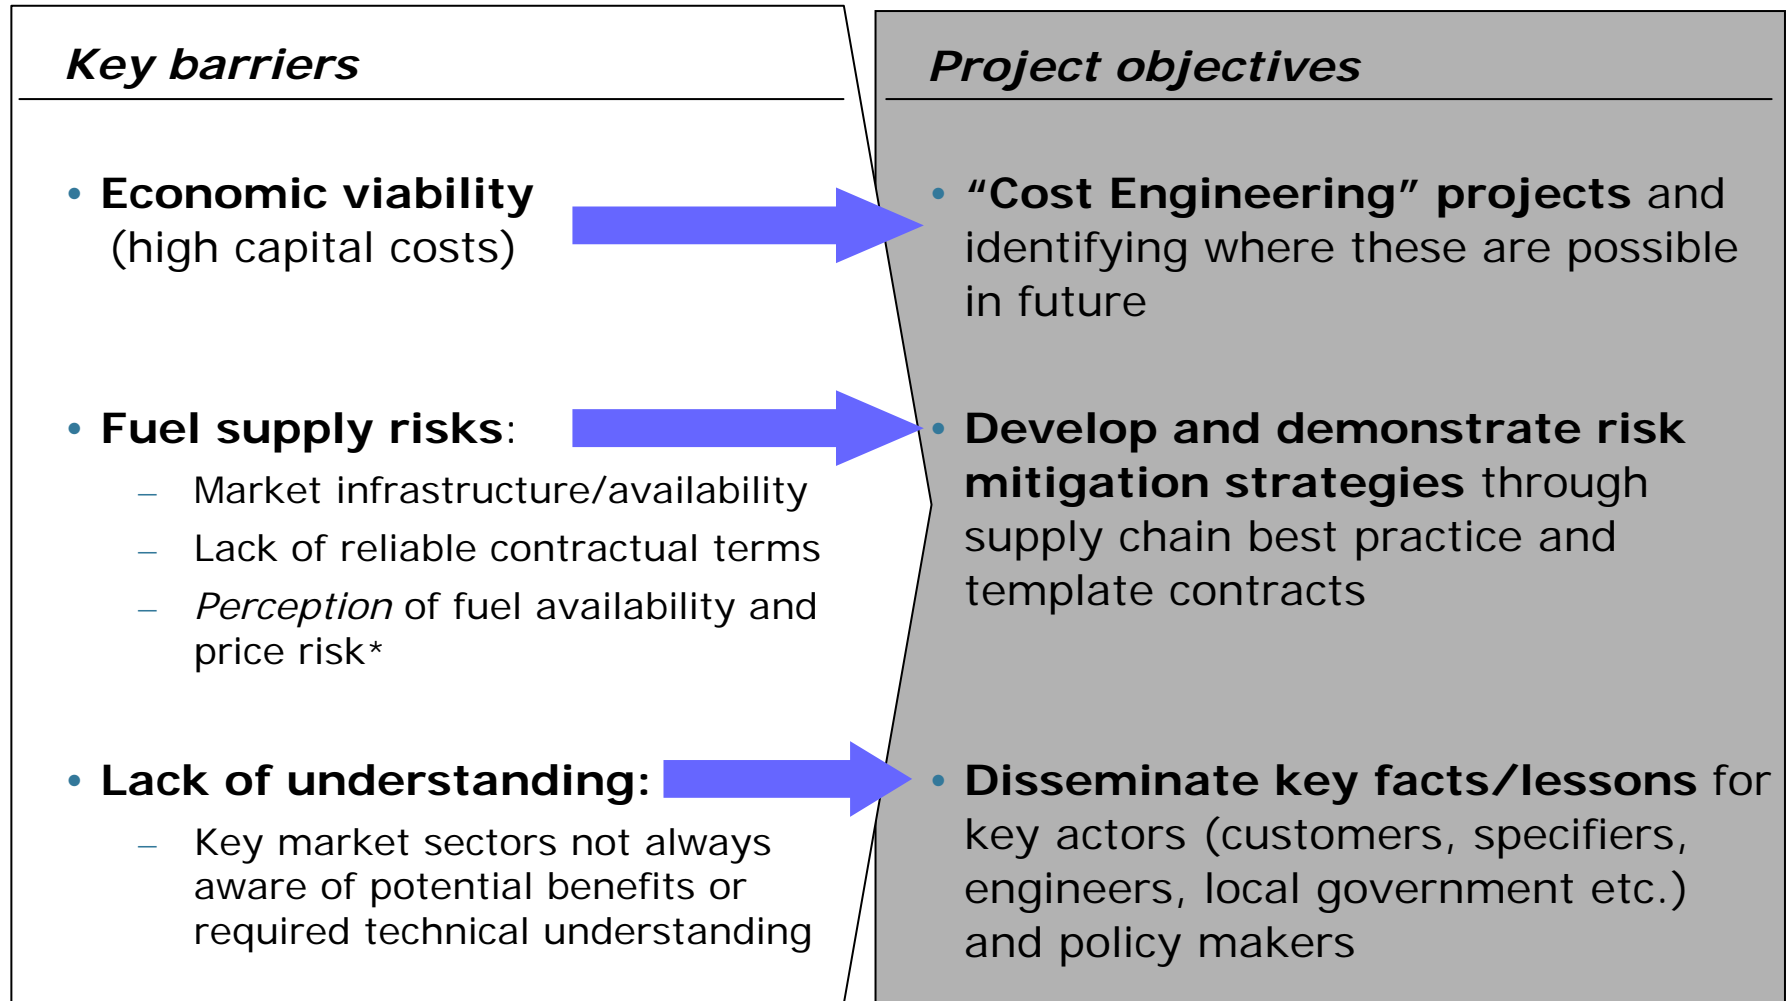 Key barriers
• Economic viability
(high capital costs)
• Fuel supply risks:
– Market infrastructure/availability
– Lack of reliable contractual terms
– Perception of fuel availability and
price risk*
• Lack of understanding:
– Key market sectors not always
aware of potential benefits or
required technical understanding
Project objectives
• “Cost Engineering” projects and
identifying where these are possible
in future
• Develop and demonstrate risk
mitigation strategies through
supply chain best practice and
template contracts
• Disseminate key facts/lessons for
key actors (customers, specifiers,
engineers, local government etc.)
and policy makers